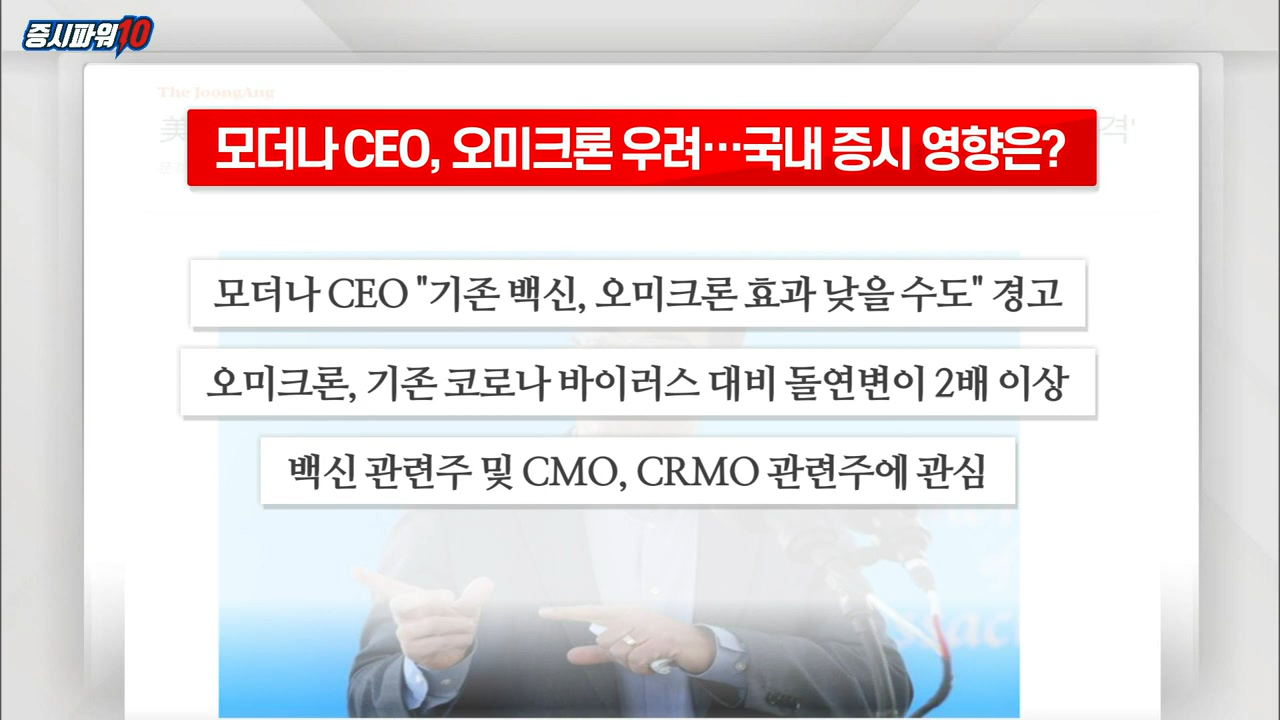 증시파워10
The JoongAng
모더나 CEO, 오미크론 우려…국내 증시 영향은?
모더나 CEO "기존 백신, 오미크론 효과 낮을 수도" 경고
오미크론, 기존 코로나 바이러스 대비 돌연변이 2배 이상
백신 관련주 및 CMO, CRMO 관련주에 관심